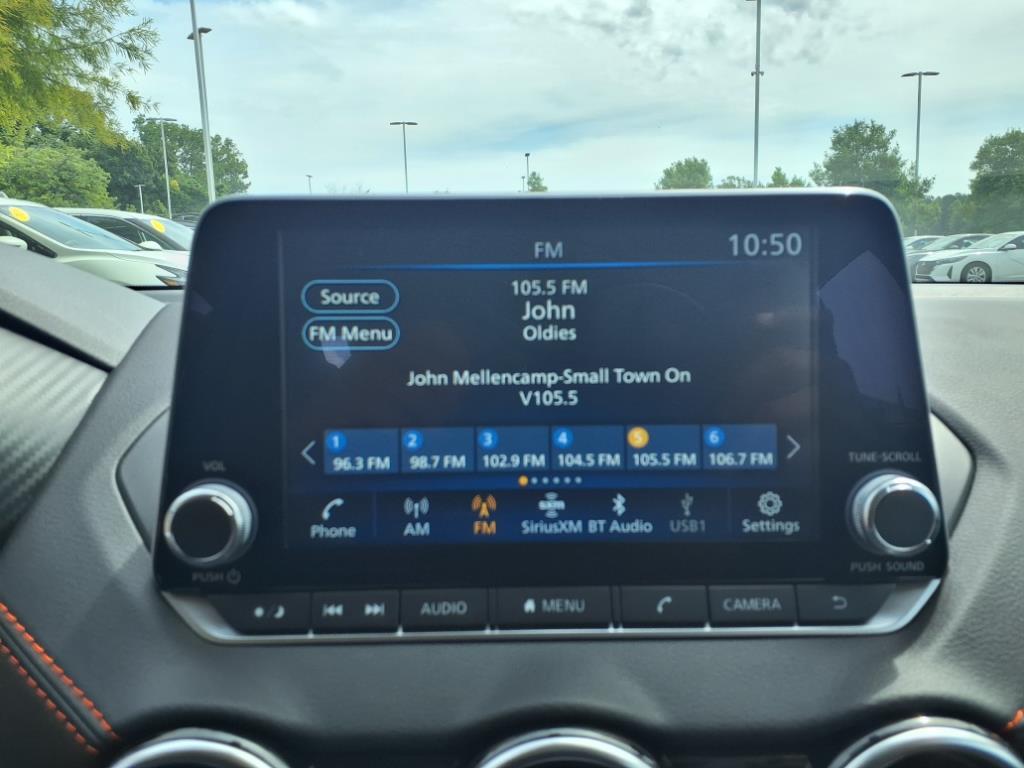 FM 10:50
Source
105.5 FM
John
FM Menu
Oldies
John Mellencamp-Small Town On
V105.5
1 2 3 4 5 6
96.3 FM 98.7 FM 102.9 FM 104.5 FM 105.5 FM 106.7 FM
VOL
TUNE·SCROLL
Phone AM FM SiriusXM BT Audio USB1 Settings
PUSH
PUSH SOUND
AUDIO MENU CAMERA